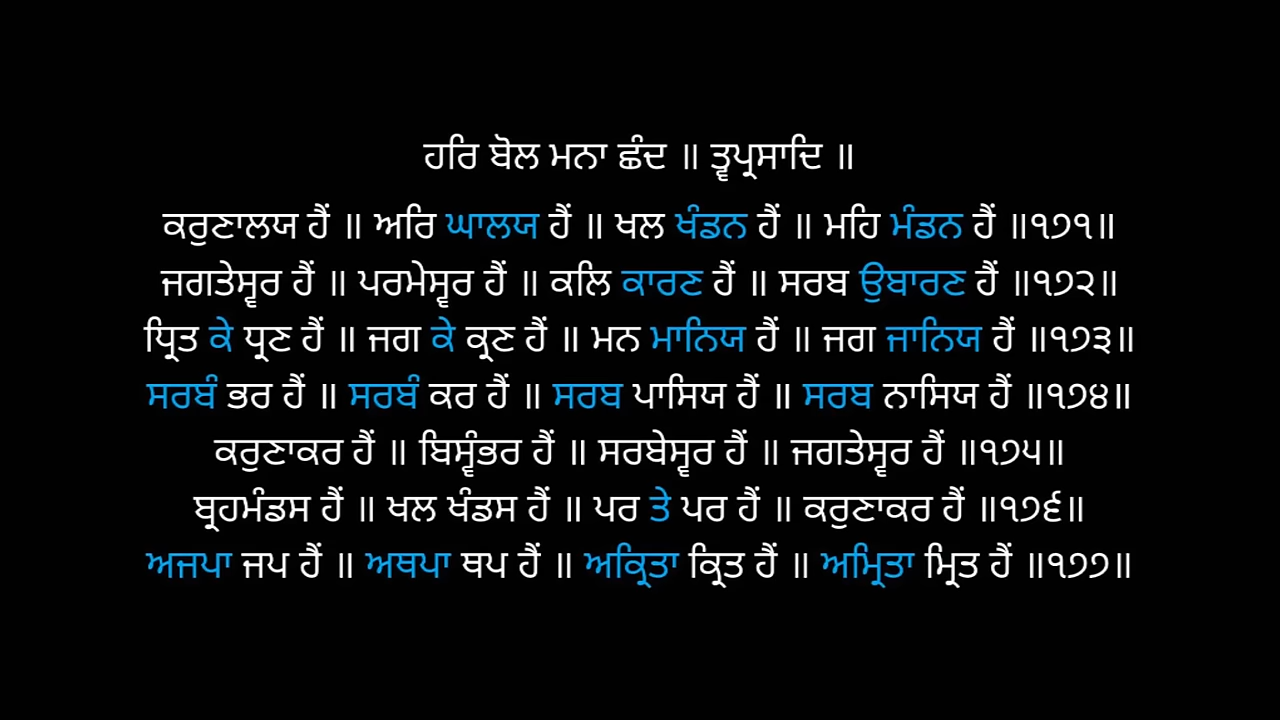 ਹਰਿ ਬੋਲ ਮਨਾ ਛੰਦ ॥ ਤ੍ਵਪ੍ਰਸਾਦਿ ॥
ਕਰੁਣਾਲਯ ਹੈਂ ॥ ਅਰਿ ਘਾਲਯ ਹੈਂ ॥ ਖਲ ਖੰਡਨ ਹੈਂ ॥ ਮਹਿ ਮੰਡਨ ਹੈਂ ॥੧੭੧॥
ਜਗਤੇਸ੍ਵਰ ਹੈਂ ॥ ਪਰਮੇਸ੍ਵਰ ਹੈਂ ॥ ਕਲਿ ਕਾਰਣ ਹੈਂ ॥ ਸਰਬ ਉਬਾਰਣ ਹੈਂ ॥੧੭੨॥
ਧ੍ਰਿਤ ਕੇ ਧ੍ਰਣ ਹੈਂ ॥ ਜਗ ਕੇ ਕ੍ਰਣ ਹੈਂ ॥ ਮਨ ਮਾਨਿਯ ਹੈਂ ॥ ਜਗ ਜਾਨਿਯ ਹੈਂ ॥੧੭੩॥
ਸਰਬੰ ਭਰ ਹੈਂ ॥ ਸਰਬੰ ਕਰ ਹੈਂ ॥ ਸਰਬ ਪਾਸਿਯ ਹੈਂ ॥ ਸਰਬ ਨਾਸਿਯ ਹੈਂ ॥੧੭੪॥
ਕਰੁਣਾਕਰ ਹੈਂ ॥ ਬਿਸ੍ਵੰਭਰ ਹੈਂ ॥ ਸਰਬੇਸ੍ਵਰ ਹੈਂ ॥ ਜਗਤੇਸ੍ਵਰ ਹੈਂ ॥੧੭੫॥
ਬ੍ਰਹਮੰਡਸ ਹੈਂ ॥ ਖਲ ਖੰਡਸ ਹੈਂ ॥ ਪਰ ਤੇ ਪਰ ਹੈਂ ॥ ਕਰੁਣਾਕਰ ਹੈਂ ॥੧੭੬॥
ਅਜਪਾ ਜਪ ਹੈਂ ॥ ਅਥਪਾ ਥਪ ਹੈਂ ॥ ਅਕ੍ਰਿਤਾ ਕ੍ਰਿਤ ਹੈਂ ॥ ਅਮ੍ਰਿਤਾ ਮ੍ਰਿਤ ਹੈਂ ॥੧੭੭॥